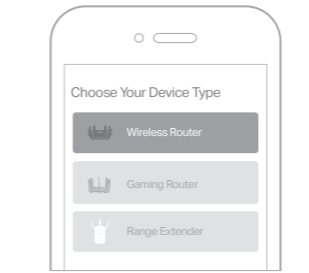 Choose Your Device Type
Wireless Router
Gaming Router
Range Extender